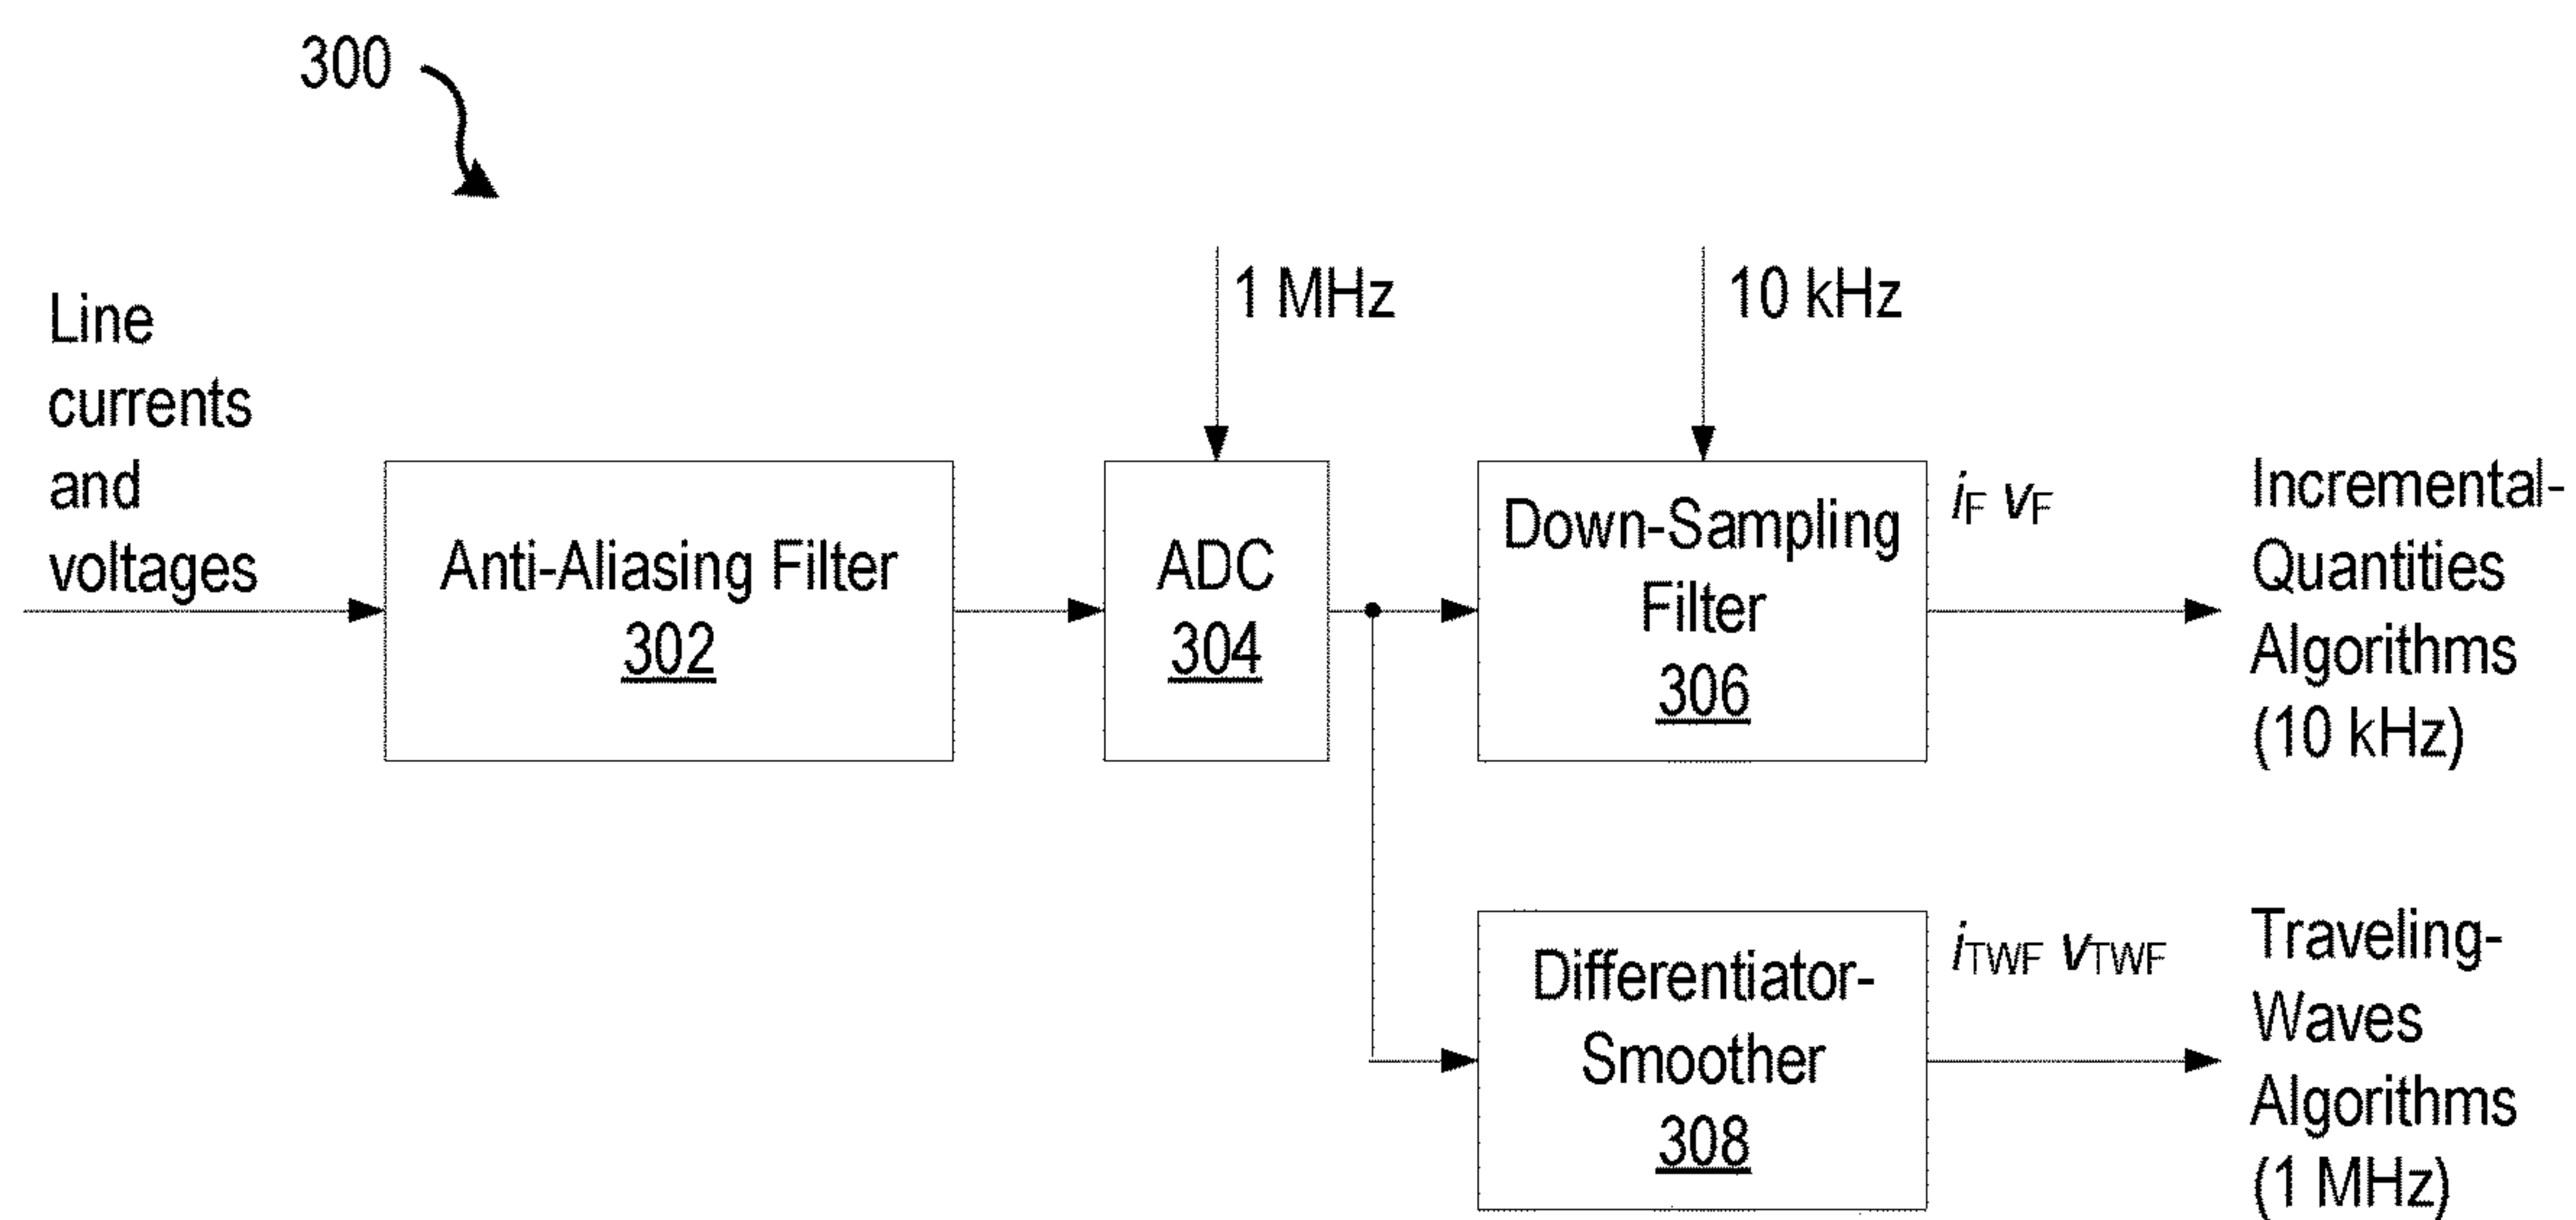 300
Line
currents
and
voltages
Anti-Aliasing Filter
302
1 MHz
ADC
304
10 kHz
Down-Sampling
Filter
306
iF vF
Incremental-
Quantities
Algorithms
(10 kHz)
Differentiator-
Smoother
308
iTWF vTWF
Traveling-
Waves
Algorithms
(1 MHz)